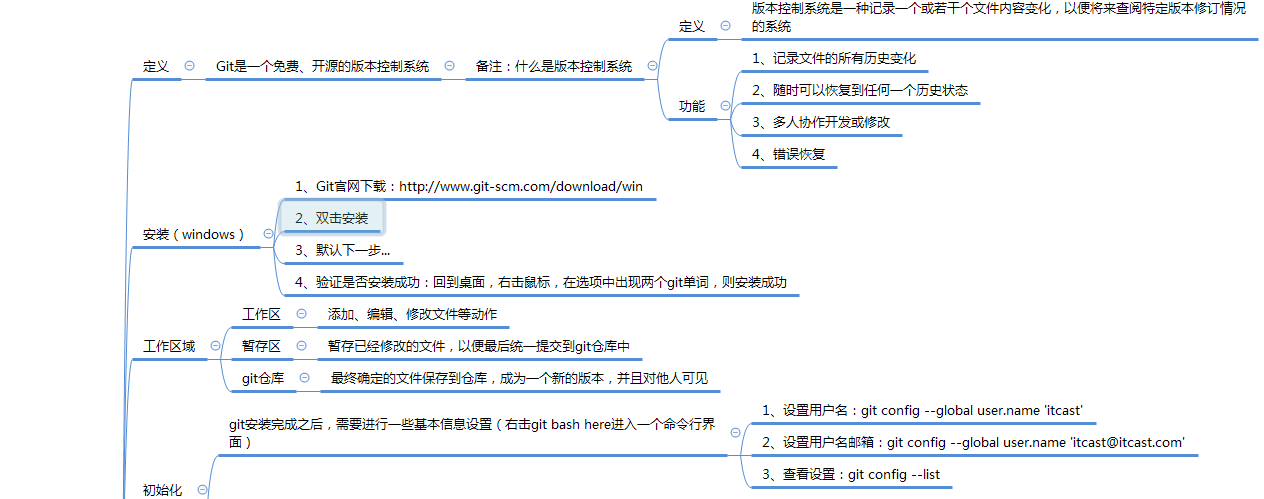 定义
Git是一个免费、开源的版本控制系统
备注：什么是版本控制系统
定义
版本控制系统是一种记录一个或若干个文件内容变化，以便将来查阅特定版本修订情况
的系统
功能
1、记录文件的所有历史变化
2、随时可以恢复到任何一个历史状态
3、多人协作开发或修改
4、错误恢复
安装（windows）
1、Git官网下载：http://www.git-scm.com/download/win
2、双击安装
3、默认下一步...
4、验证是否安装成功：回到桌面，右击鼠标，在选项中出现两个git单词，则安装成功
工作区域
工作区
添加、编辑、修改文件等动作
暂存区
暂存已经修改的文件，以便最后统一提交到git仓库中
git仓库
最终确定的文件保存到仓库，成为一个新的版本，并且对他人可见
初始化
git安装完成之后，需要进行一些基本信息设置（右击git bash here进入一个命令行界
面）
1、设置用户名：git config --global user.name 'itcast'
2、设置用户名邮箱：git config --global user.name 'itcast@itcast.com'
3、查看设置：git config --list